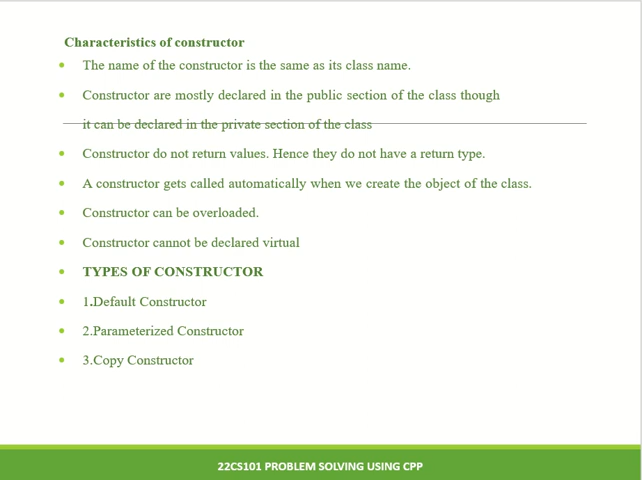 Characteristics of constructor
• The name of the constructor is the same as its class name.
• Constructor are mostly declared in the public section of the class though
it can be declared in the private section of the class
• Constructor do not return values. Hence they do not have a return type.
• A constructor gets called automatically when we create the object of the class.
• Constructor can be overloaded.
• Constructor cannot be declared virtual
• TYPES OF CONSTRUCTOR
• 1.Default Constructor
• 2.Parameterized Constructor
• 3.Copy Constructor
22CS101 PROBLEM SOLVING USING CPP